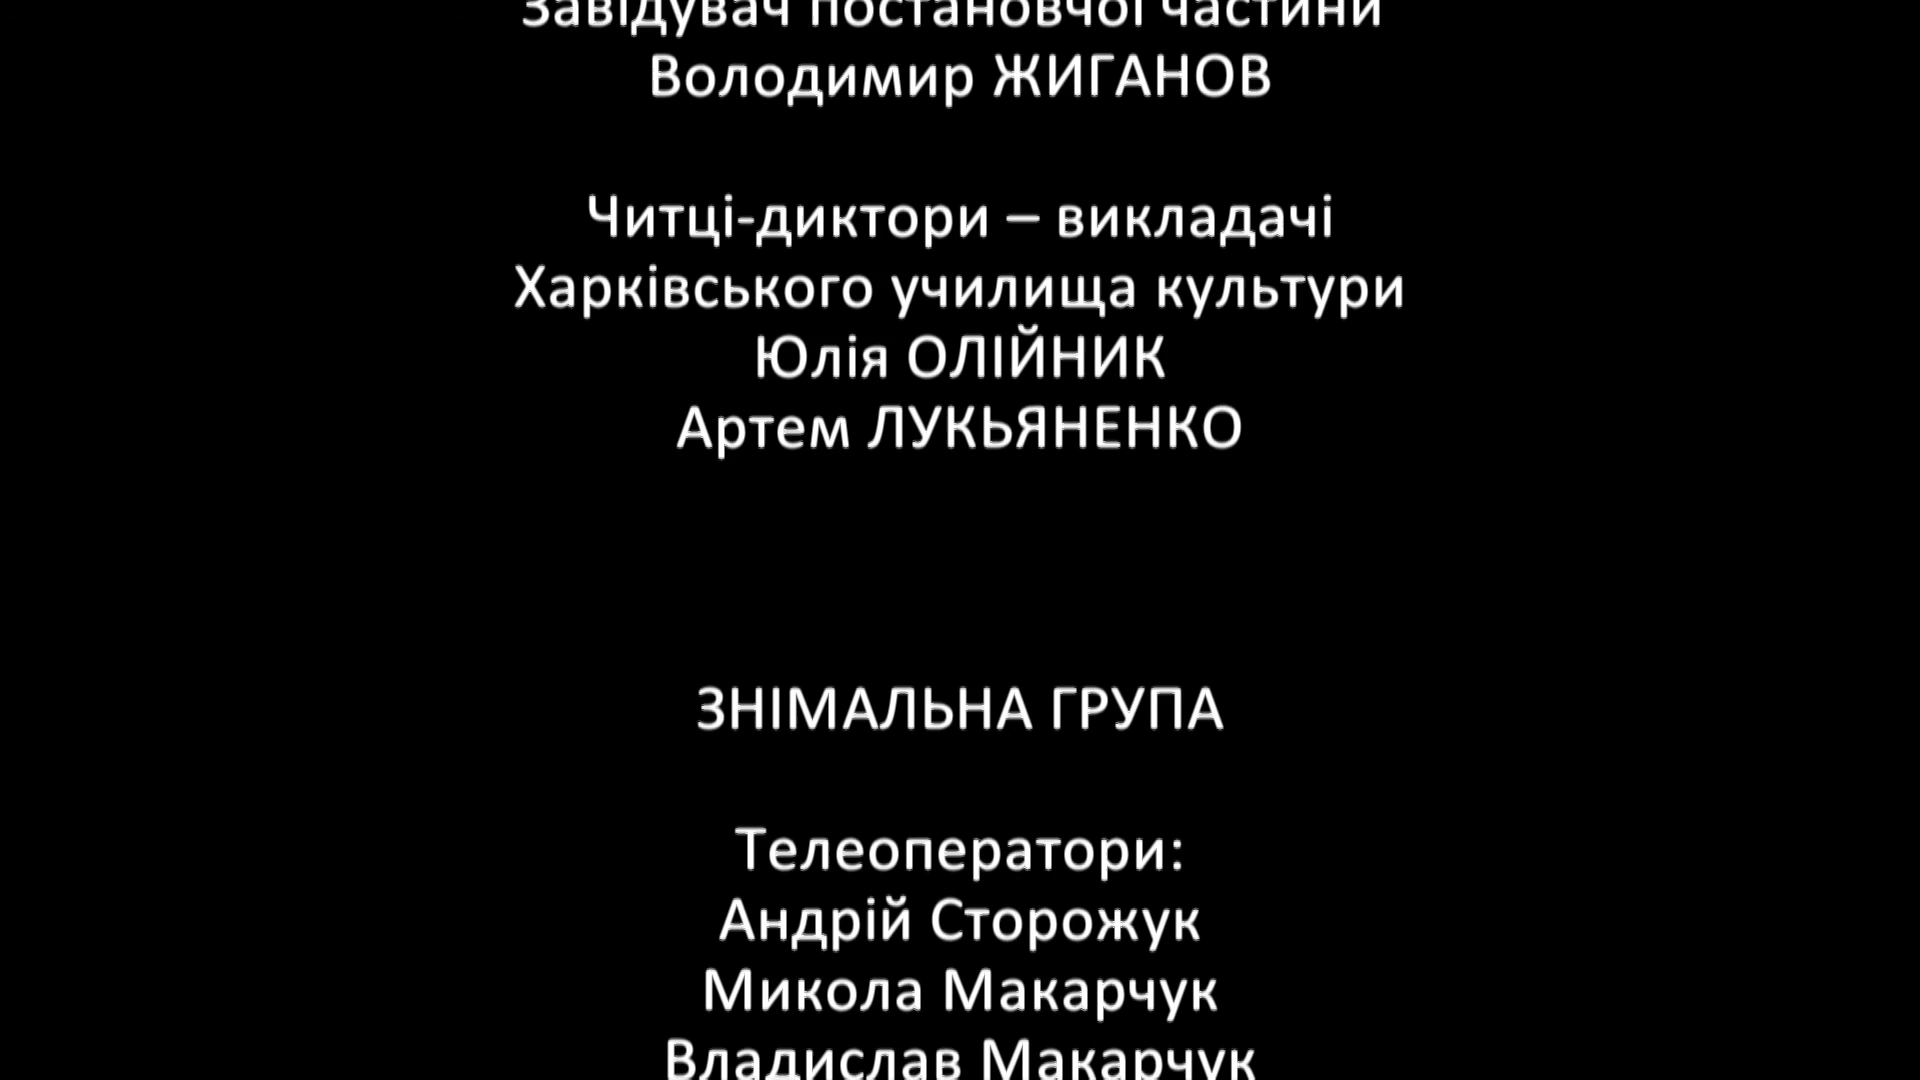 Завідувач постановчої частини
Володимир ЖИГАНОВ
Читці-диктори – викладачі
Харківського училища культури
Юлія ОЛІЙНИК
Артем ЛУКЬЯНЕНКО
ЗНІМАЛЬНА ГРУПА
Телеоператори:
Андрій Сторожук
Микола Макарчук
Владислав Макарчук